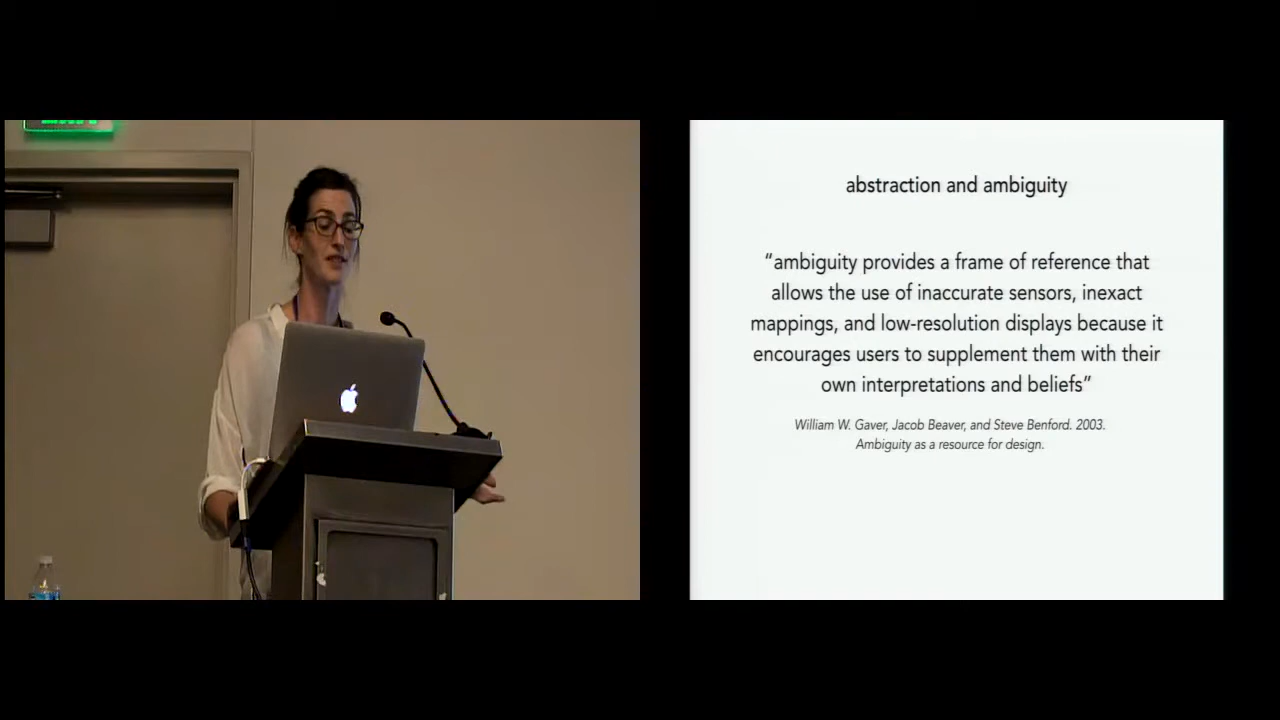 abstraction and ambiguity
“ambiguity provides a frame of reference that
allows the use of inaccurate sensors, inexact
mappings, and low-resolution displays because it
encourages users to supplement them with their
own interpretations and beliefs”
William W. Gaver, Jacob Beaver, and Steve Benford. 2003.
Ambiguity as a resource for design.